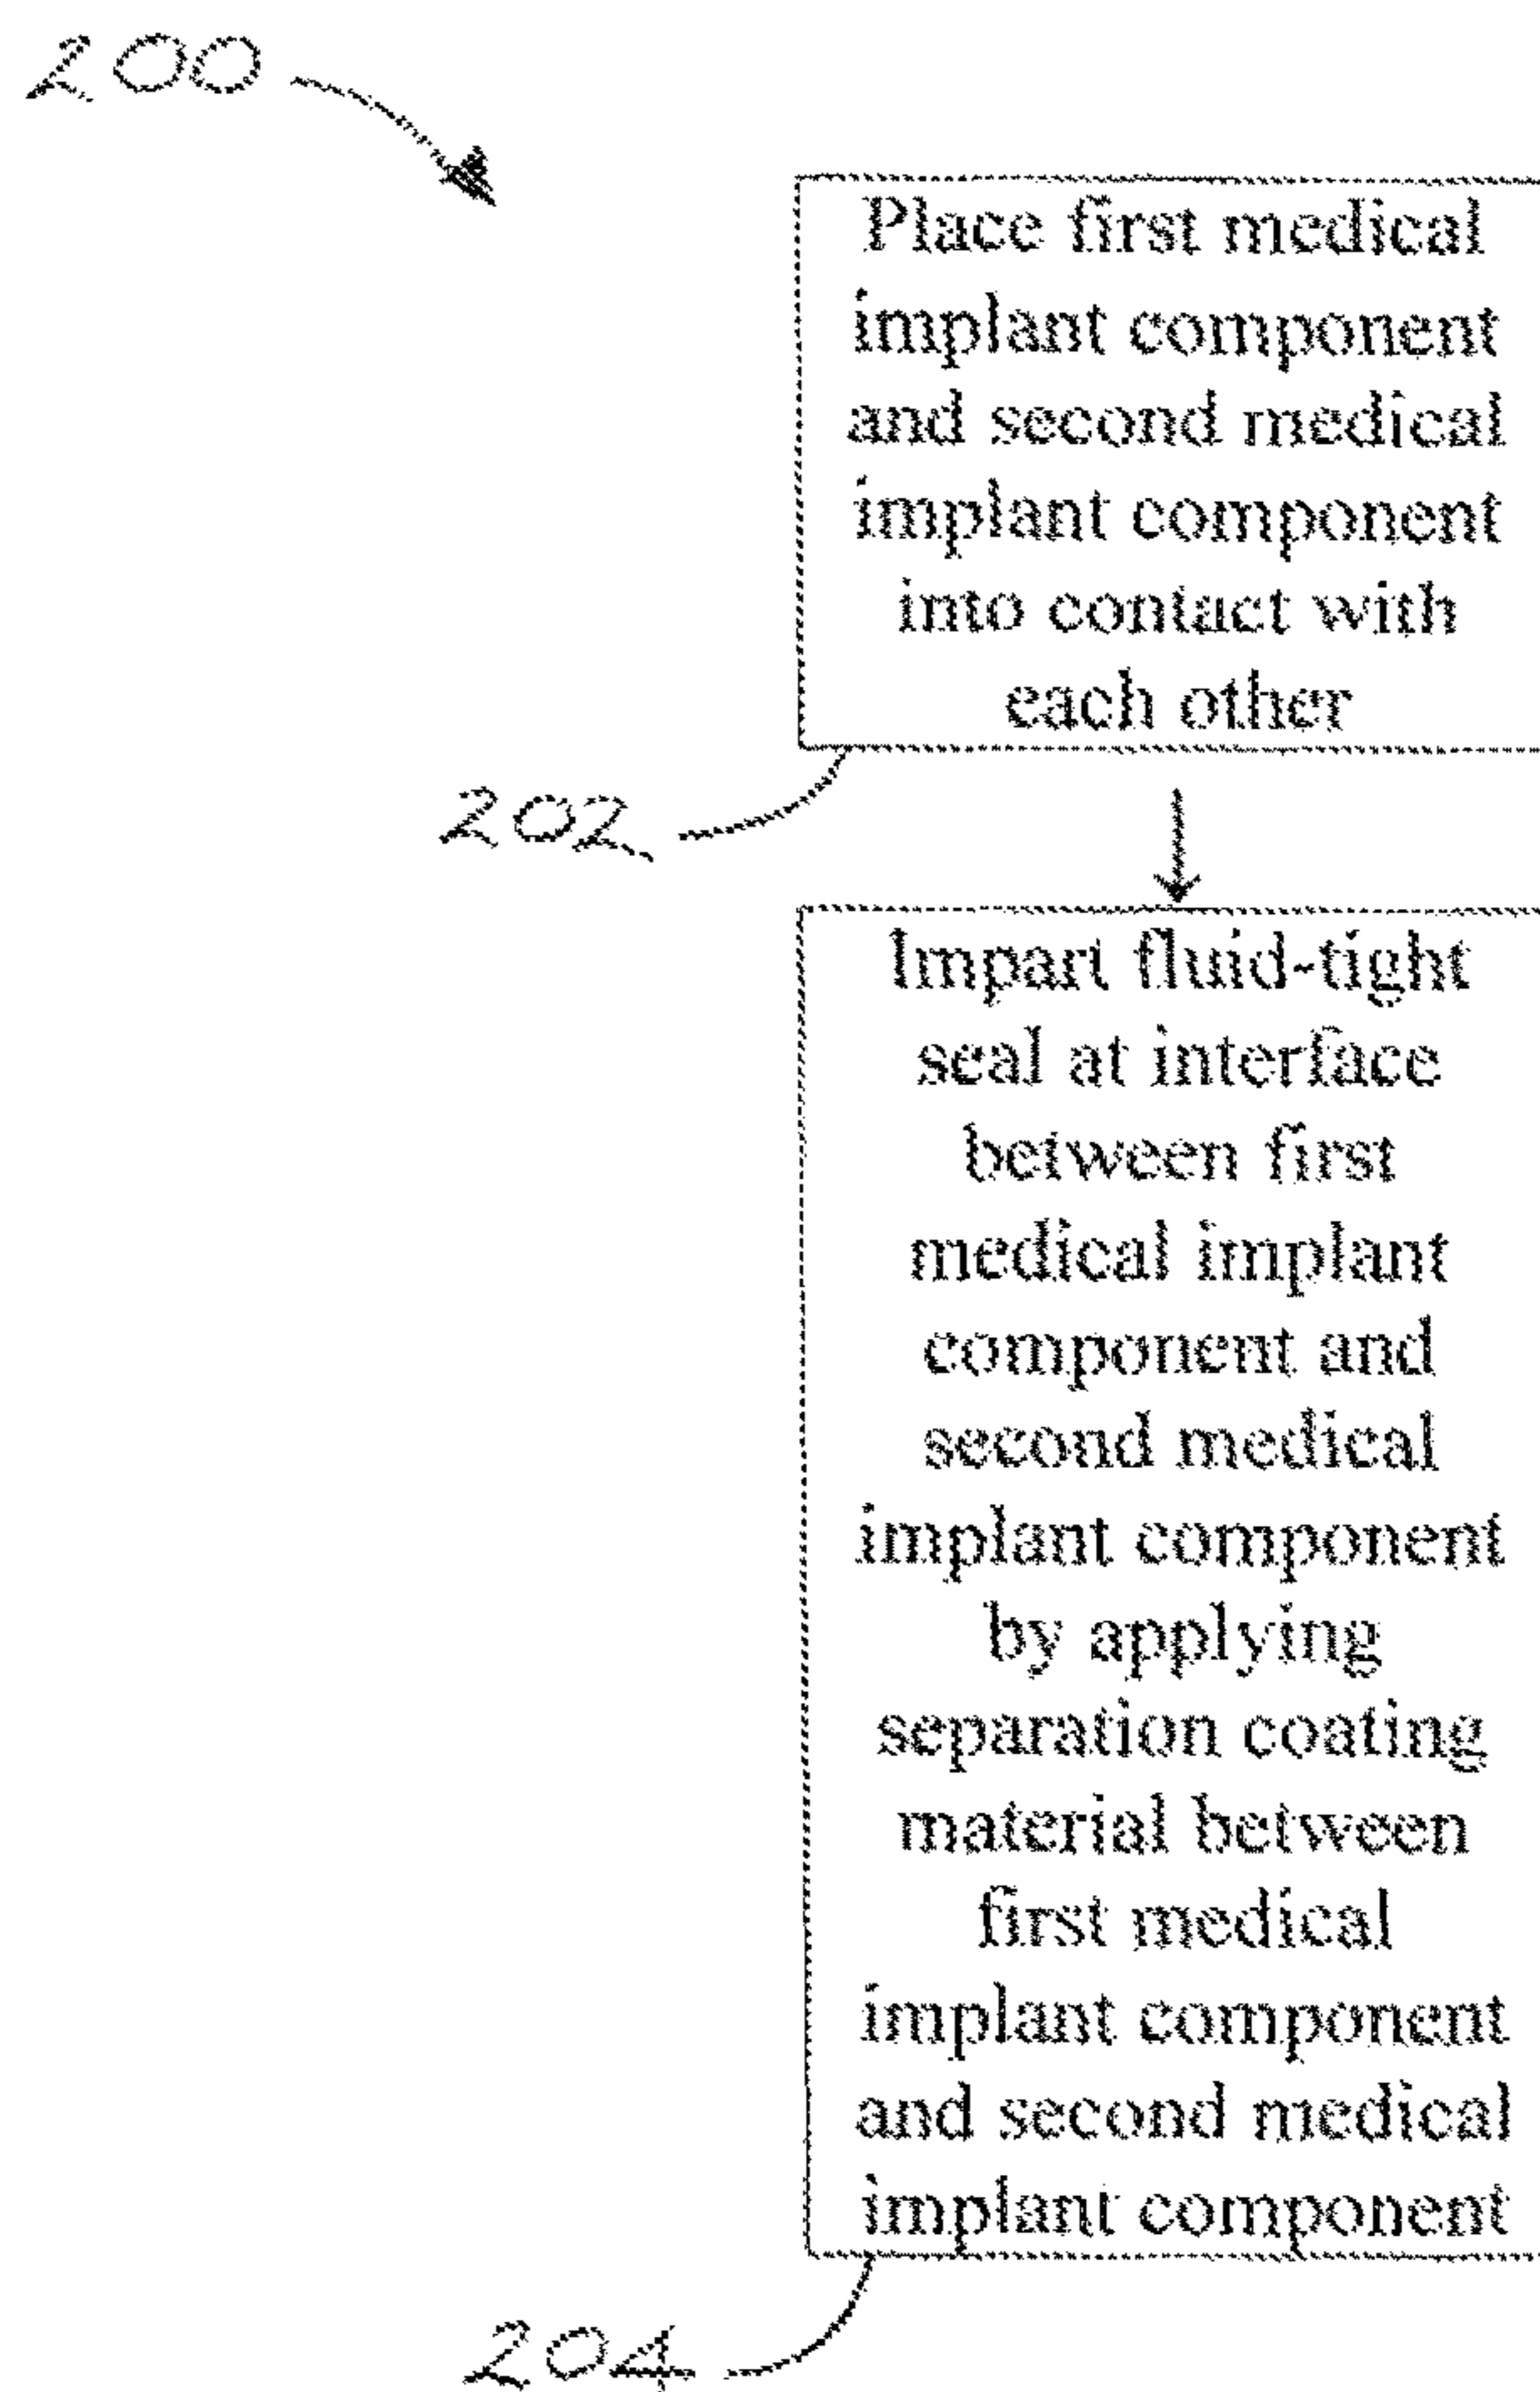 200
Place first medical
implant component
and second medical
implant component
into contact with
each other
202
Impart fluid-tight
seal at interface
between first
medical implant
component and
second medical
implant component
by applying
separation coating
material between
first medical
implant component
and second medical
implant component
204